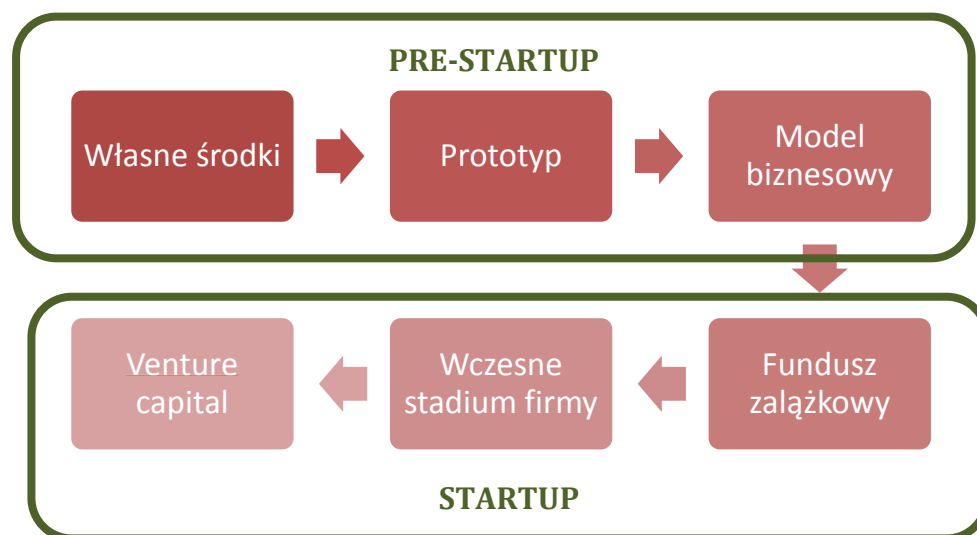 PRE-STARTUP
Własne środki
Prototyp
Model
biznesowy
Fundusz
zalążkowy
Wczesne
stadium firmy
Venture
capital
STARTUP